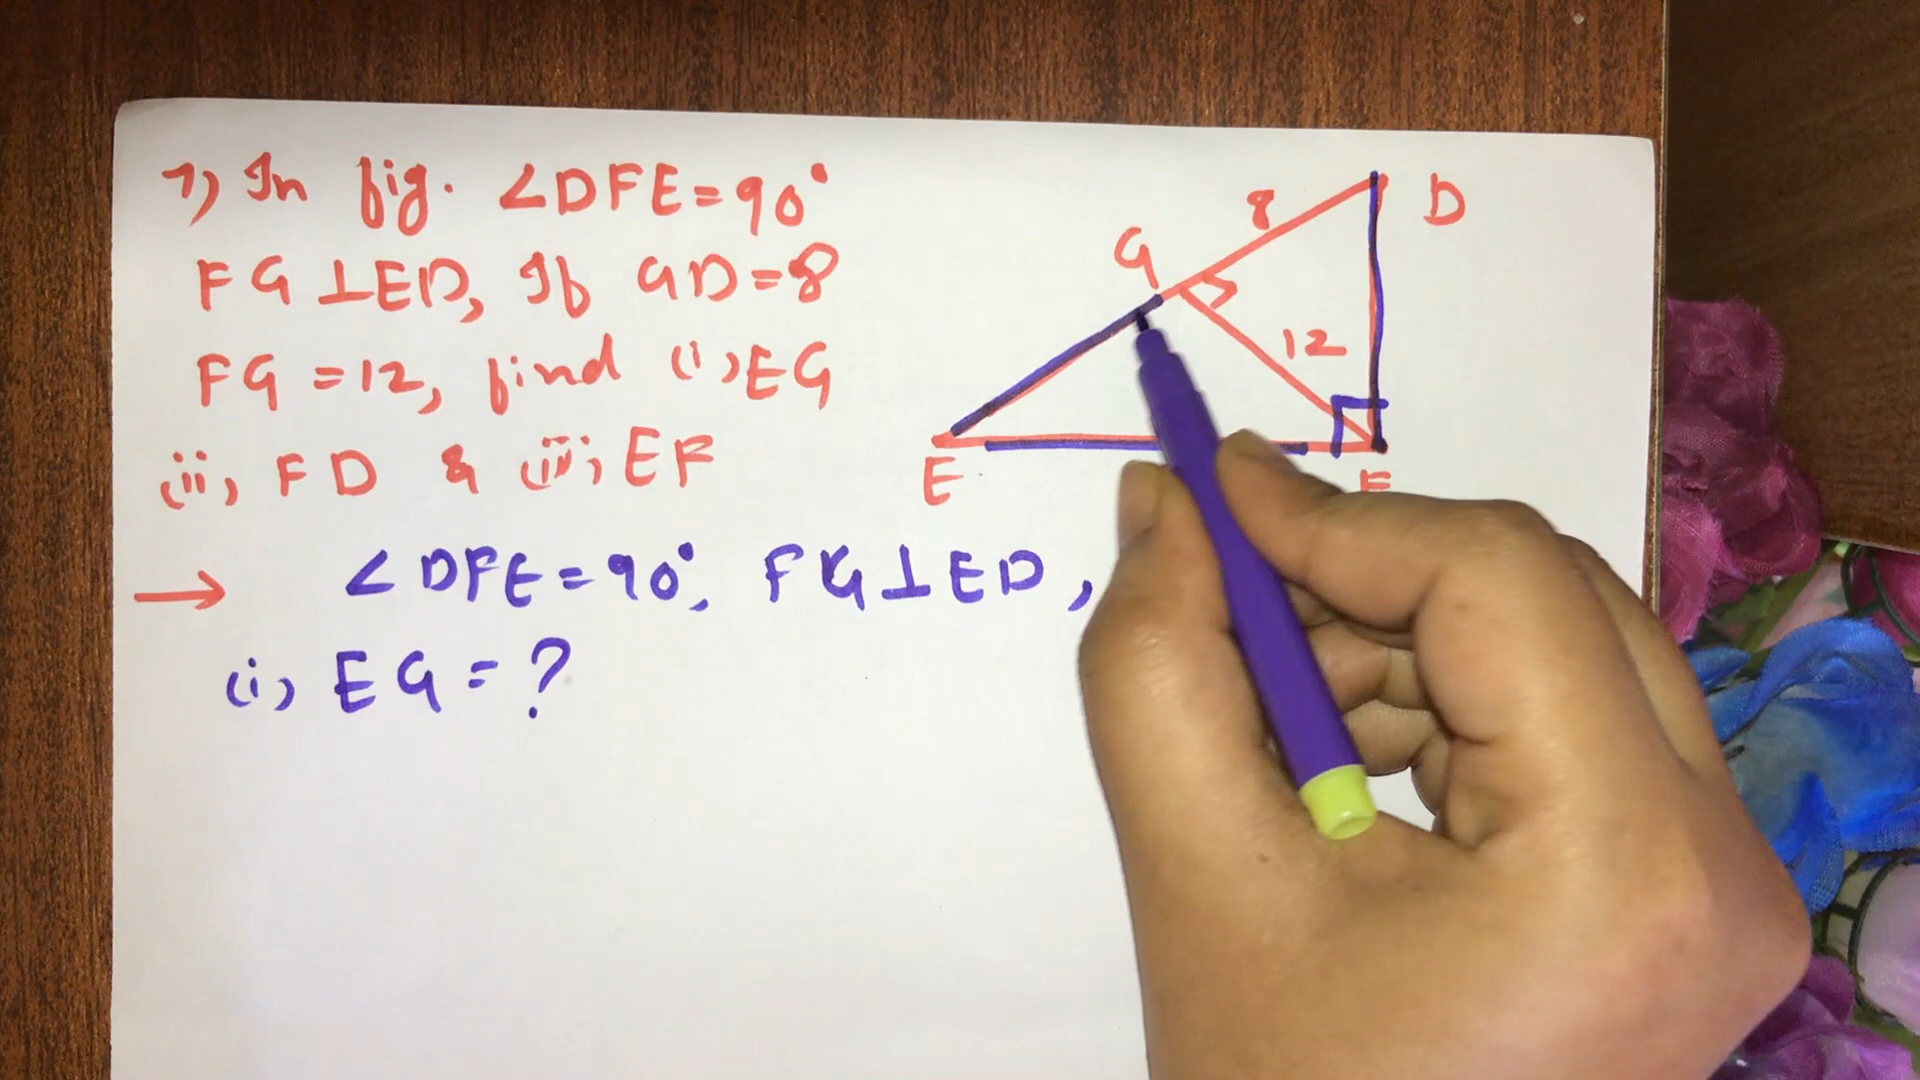 1) In fig. ∠DFE=90°
FG⊥ED, If GD=8
FG=12, find (i) EG
(ii) FD & (iii) EF
D
8
G
12
E
F
→ ∠DFE=90°, FG⊥ED,
(i) EG=?